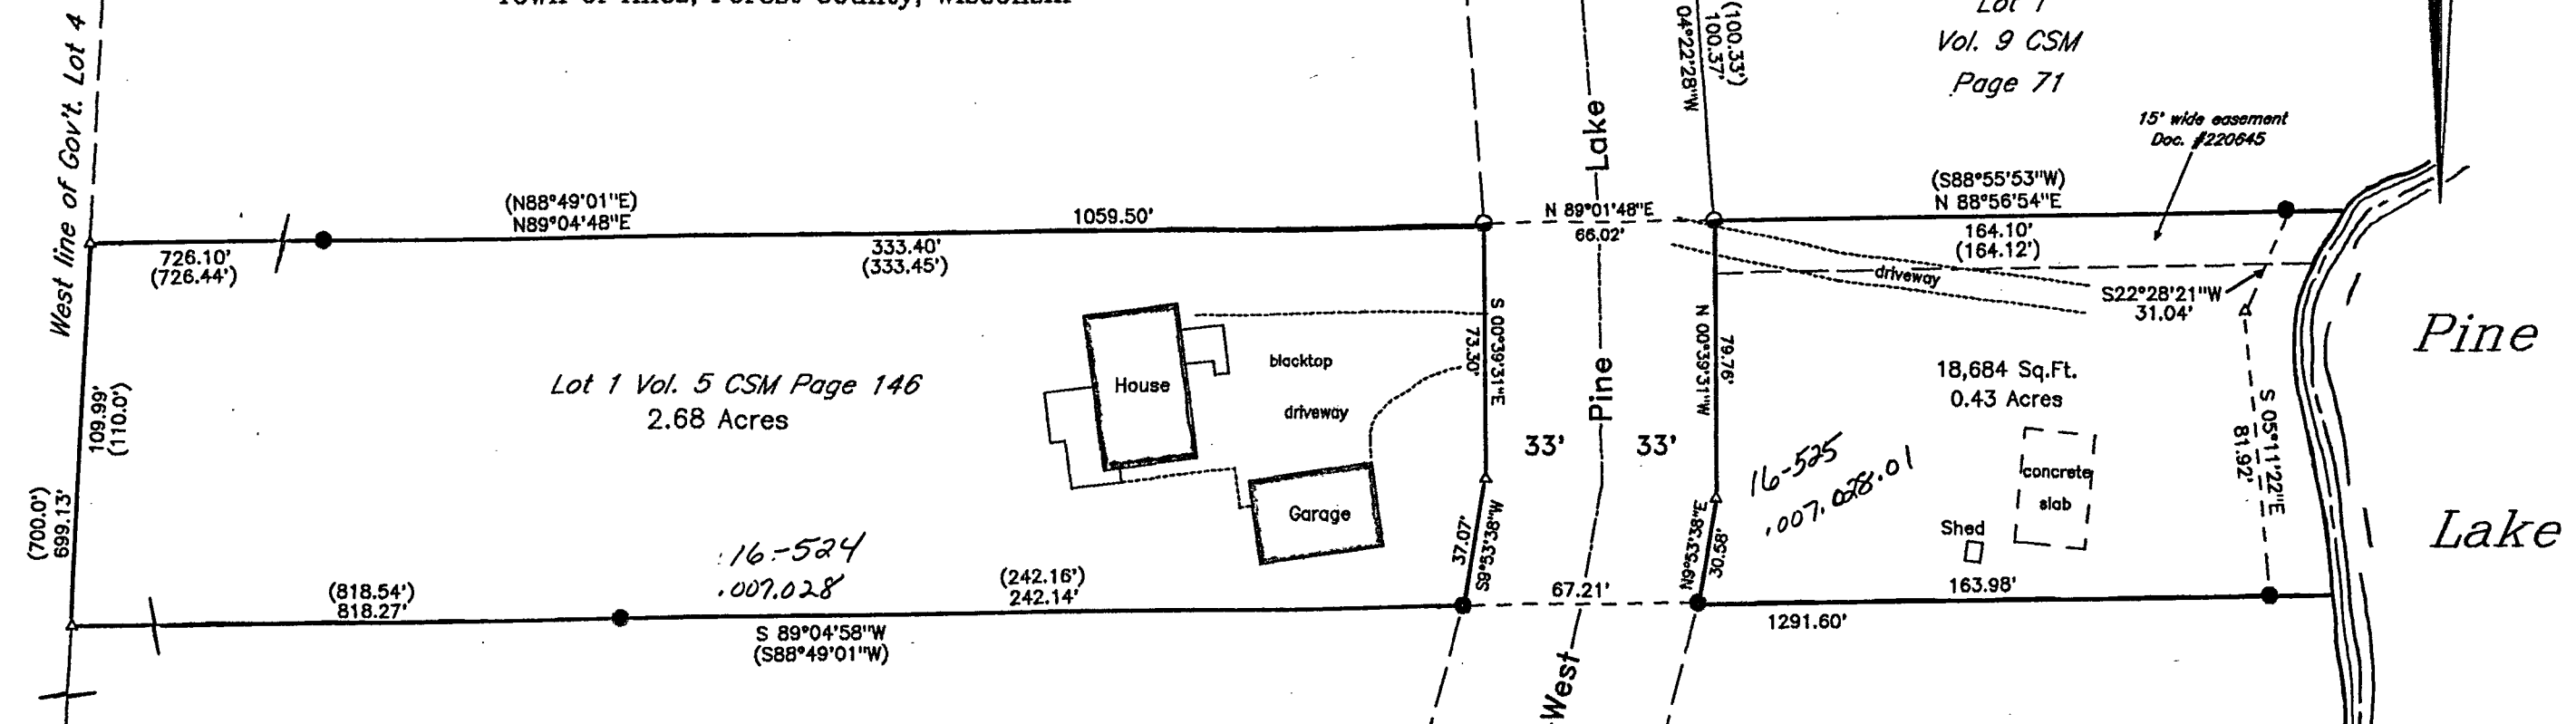 Town of Hiles, Forest County, Wisconsin
West line of Gov't. Lot 4
Lot 1
Vol. 9 CSM
Page 71
(100.33')
100.37'
04°22'28"W
15' wide easement
Doc. #220645
(N88°49'01"E)
N89°04'48"E
1059.50'
726.10'
(726.44')
333.40'
(333.45')
N 89°01'48"E
66.02'
(S88°55'53"W)
N 88°56'54"E
164.10'
(164.12')
driveway
S22°28'21"W
31.04'
109.99'
(110.0')
(700.0')
699.13'
Lot 1 Vol. 5 CSM Page 146
2.68 Acres
House
blacktop
driveway
Garage
S 00°39'31"E
73.30'
37.07'
S9°53'38"W
Lake
Pine
West
33'
33'
N 00°39'31"W
79.76'
N9°53'38"E
30.58'
18,684 Sq.Ft.
0.43 Acres
16-525
.007.028.01
concrete
slab
Shed
S 05°11'22"E
81.92'
Pine
Lake
16-524
.007.028
(818.54')
818.27'
(242.16')
242.14'
S 89°04'58"W
(S88°49'01"W)
67.21'
163.98'
1291.60'